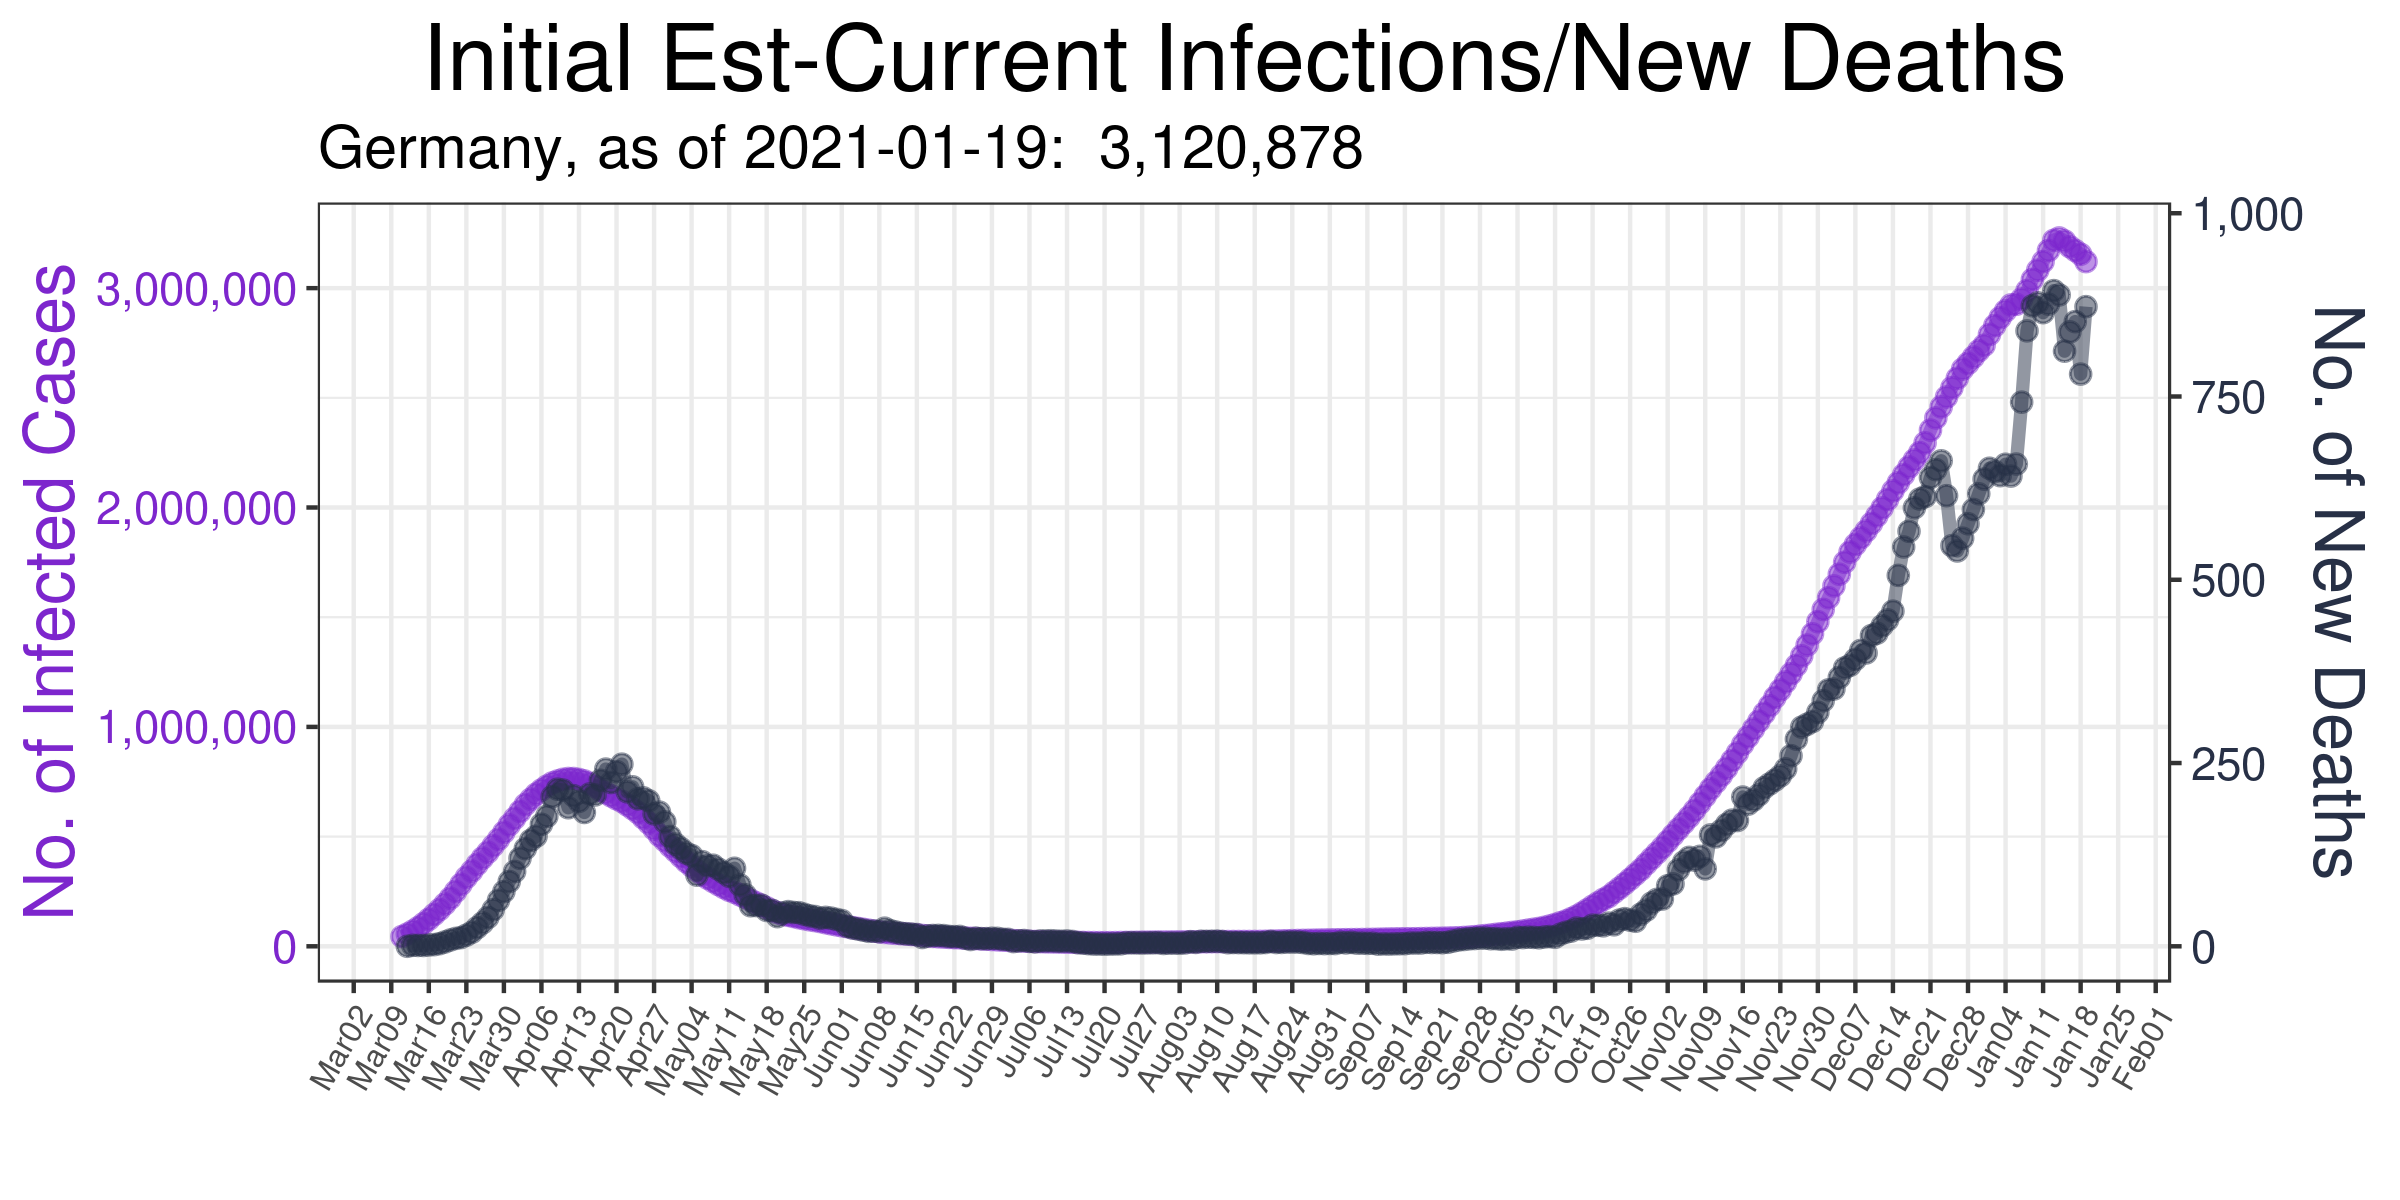 Initial Est-Current Infections/New Deaths
Germany, as of 2021-01-19:  3,120,878
No. of Infected Cases
3,000,000
2,000,000
1,000,000
0
1,000
750
500
250
0
No. of New Deaths
Mar02
Mar09
Mar16
Mar23
Mar30
Apr06
Apr13
Apr20
Apr27
May04
May11
May18
May25
Jun01
Jun08
Jun15
Jun22
Jun29
Jul06
Jul13
Jul20
Jul27
Aug03
Aug10
Aug17
Aug24
Aug31
Sep07
Sep14
Sep21
Sep28
Oct05
Oct12
Oct19
Oct26
Nov02
Nov09
Nov16
Nov23
Nov30
Dec07
Dec14
Dec21
Dec28
Jan04
Jan11
Jan18
Jan25
Feb01